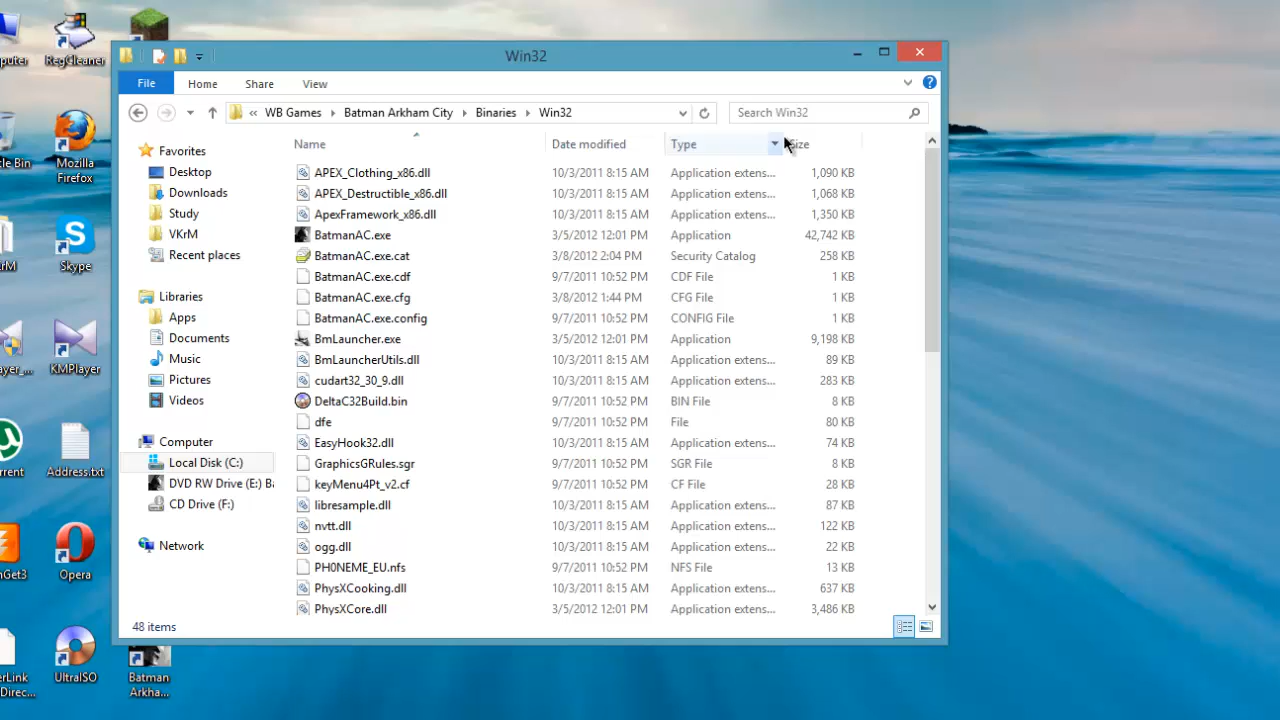 Win32
File Home Share View
« WB Games Batman Arkham City Binaries Win32
Search Win32
Name Date modified Type Size
Favorites
Desktop
Downloads
Study
VKrM
Recent places
Libraries
Apps
Documents
Music
Pictures
Videos
Computer
Local Disk (C:)
DVD RW Drive (E:) Ba
CD Drive (F:)
Network
APEX_Clothing_x86.dll 10/3/2011 8:15 AM Application extens... 1,090 KB
APEX_Destructible_x86.dll 10/3/2011 8:15 AM Application extens... 1,068 KB
ApexFramework_x86.dll 10/3/2011 8:15 AM Application extens... 1,350 KB
BatmanAC.exe 3/5/2012 12:01 PM Application 42,742 KB
BatmanAC.exe.cat 3/8/2012 2:04 PM Security Catalog 258 KB
BatmanAC.exe.cdf 9/7/2011 10:52 PM CDF File 1 KB
BatmanAC.exe.cfg 3/8/2012 1:44 PM CFG File 1 KB
BatmanAC.exe.config 9/7/2011 10:52 PM CONFIG File 1 KB
BmLauncher.exe 3/5/2012 12:01 PM Application 9,198 KB
BmLauncherUtils.dll 10/3/2011 8:15 AM Application extens... 89 KB
cudart32_30_9.dll 10/3/2011 8:15 AM Application extens... 283 KB
DeltaC32Build.bin 9/7/2011 10:52 PM BIN File 8 KB
dfe 9/7/2011 10:52 PM File 80 KB
EasyHook32.dll 10/3/2011 8:15 AM Application extens... 74 KB
GraphicsGRules.sgr 9/7/2011 10:52 PM SGR File 8 KB
keyMenu4Pt_v2.cf 9/7/2011 10:52 PM CF File 28 KB
libresample.dll 10/3/2011 8:15 AM Application extens... 87 KB
nvtt.dll 10/3/2011 8:15 AM Application extens... 122 KB
ogg.dll 10/3/2011 8:15 AM Application extens... 22 KB
PH0NEME_EU.nfs 9/7/2011 10:52 PM NFS File 13 KB
PhysXCooking.dll 10/3/2011 8:15 AM Application extens... 637 KB
PhysXCore.dll 3/5/2012 12:01 PM Application extens... 3,486 KB
48 items
puter
RegCleaner
cle Bin
Mozilla
Firefox
rM
Skype
ayer_...
KMPlayer
rrent
Address.txt
nGet3
Opera
erLink
Direc...
UltraISO
Batman
Arkha...